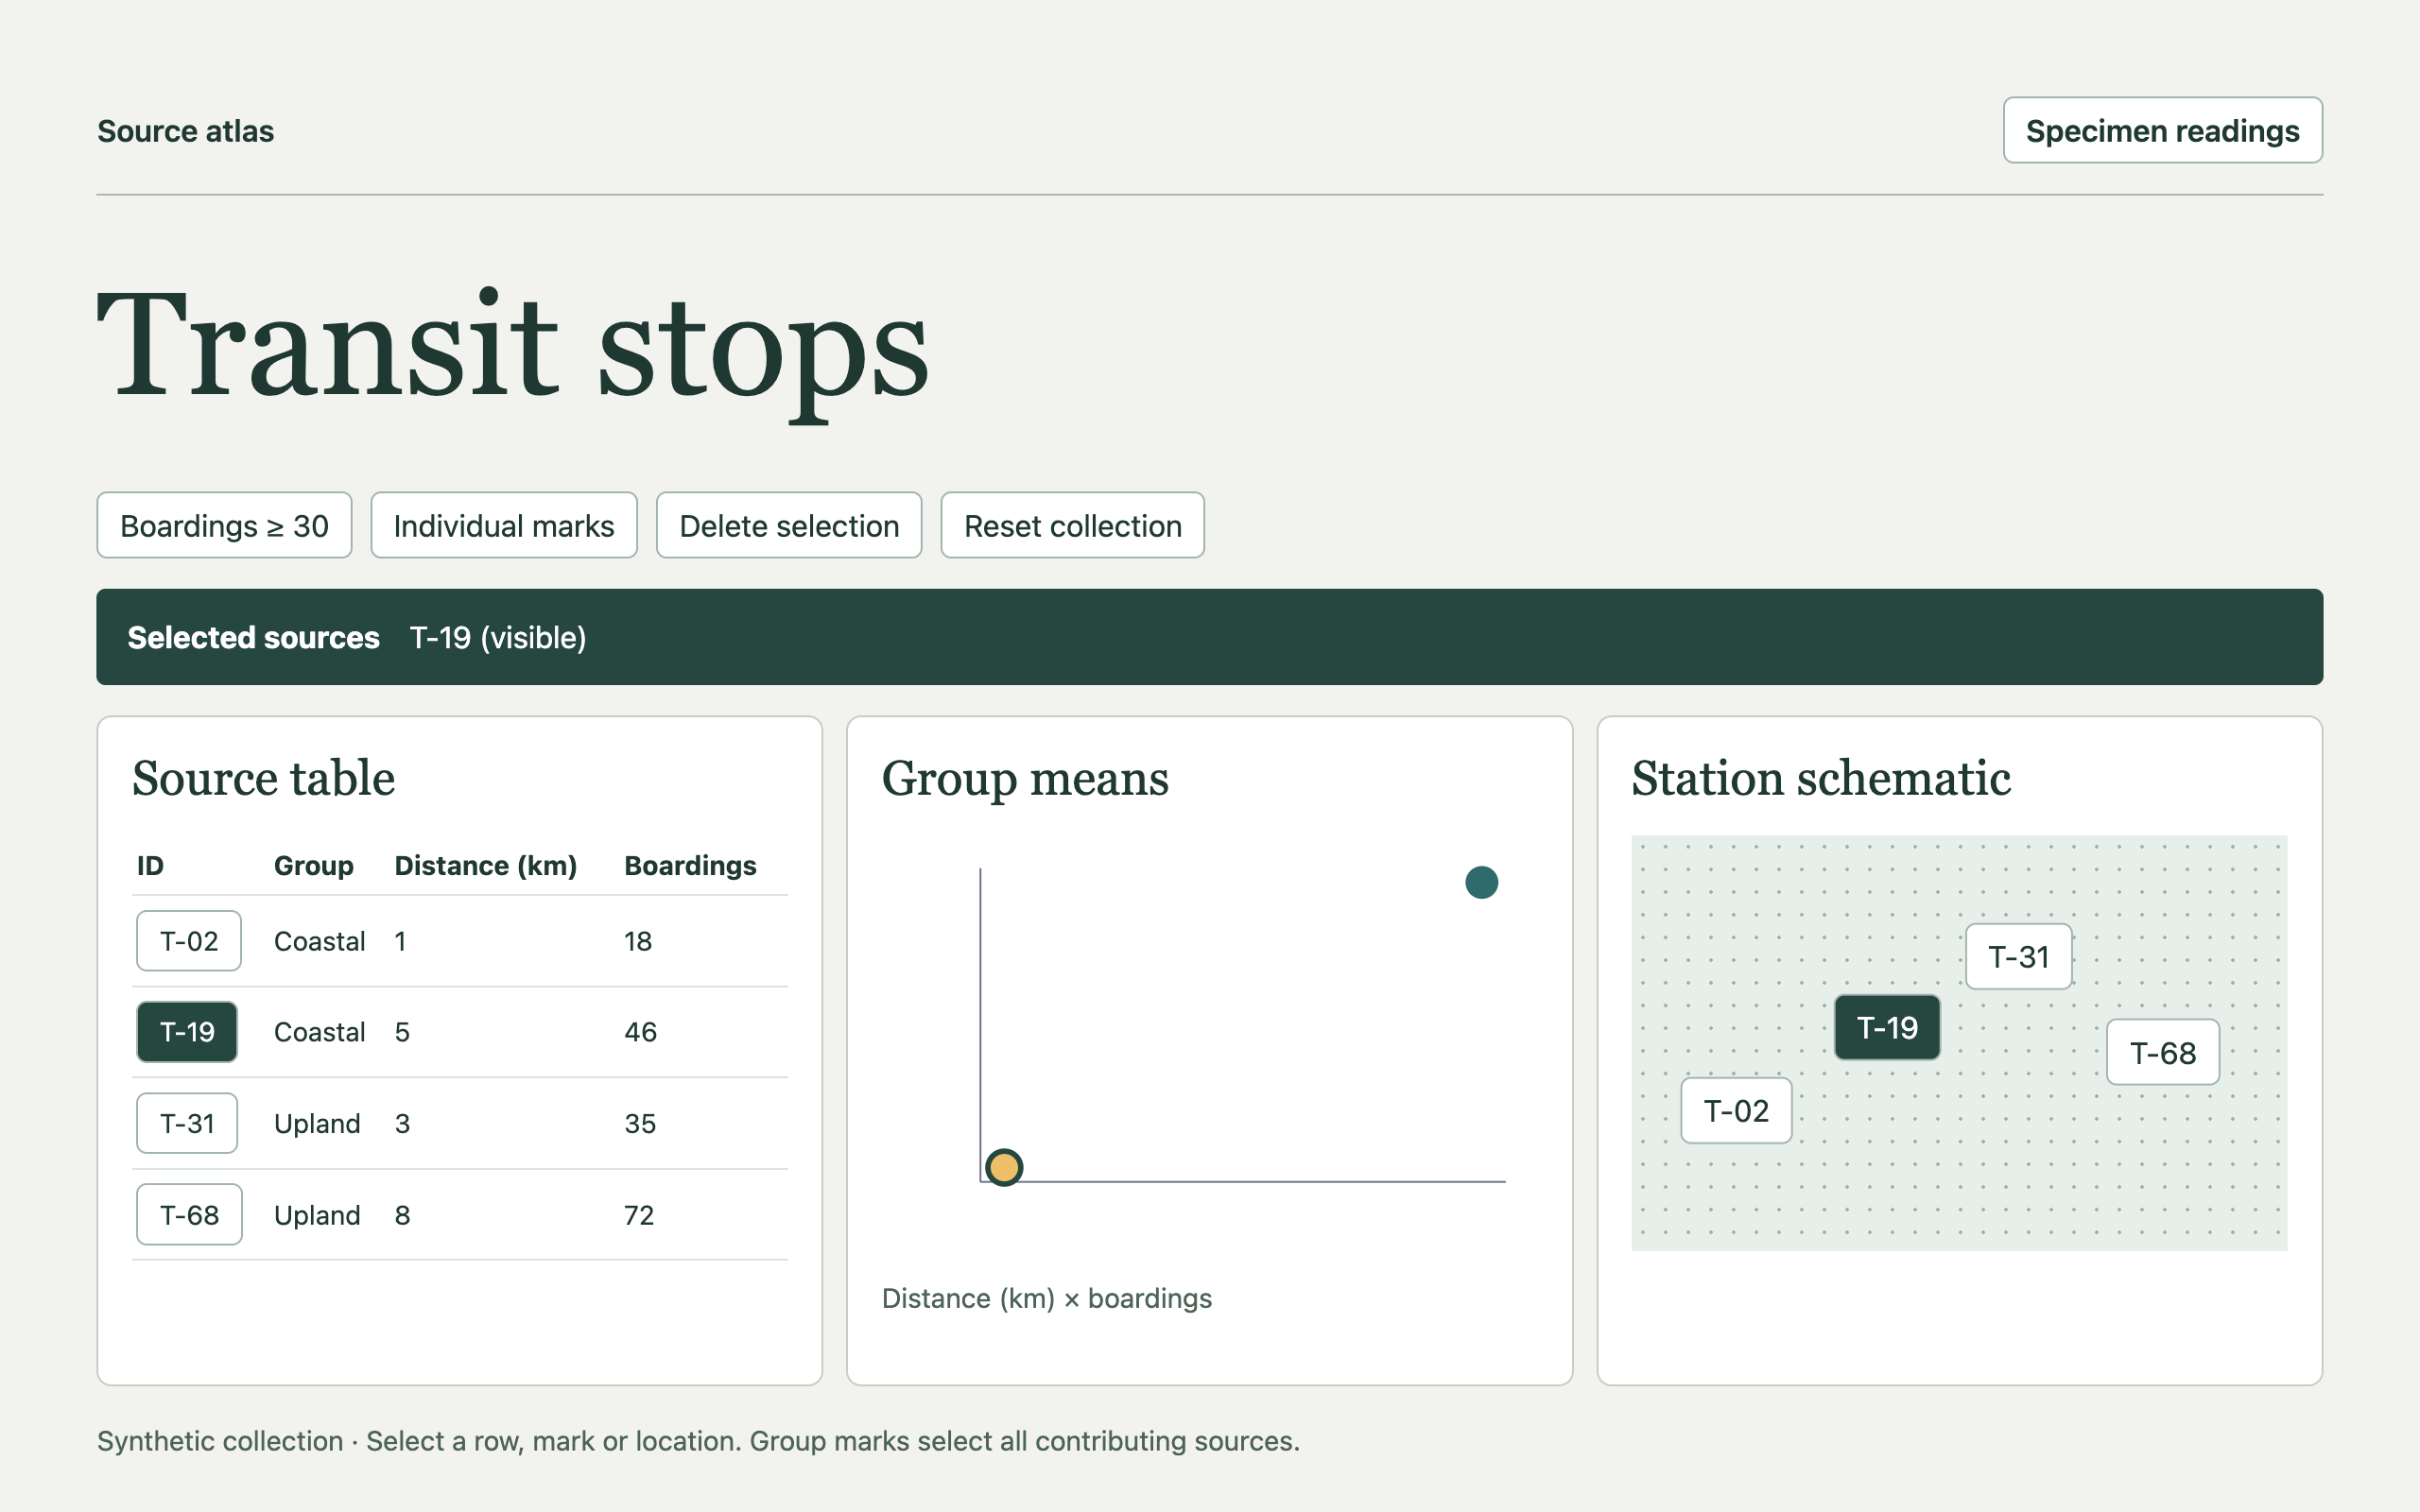 Source atlas
Specimen readings
Transit stops
Boardings ≥ 30
Individual marks
Delete selection
Reset collection
Selected sources T-19 (visible)
Source table
ID Group Distance (km) Boardings
T-02 Coastal 1 18
T-19 Coastal 5 46
T-31 Upland 3 35
T-68 Upland 8 72
Group means
Distance (km) × boardings
Station schematic
T-31
T-19
T-68
T-02
Synthetic collection · Select a row, mark or location. Group marks select all contributing sources.